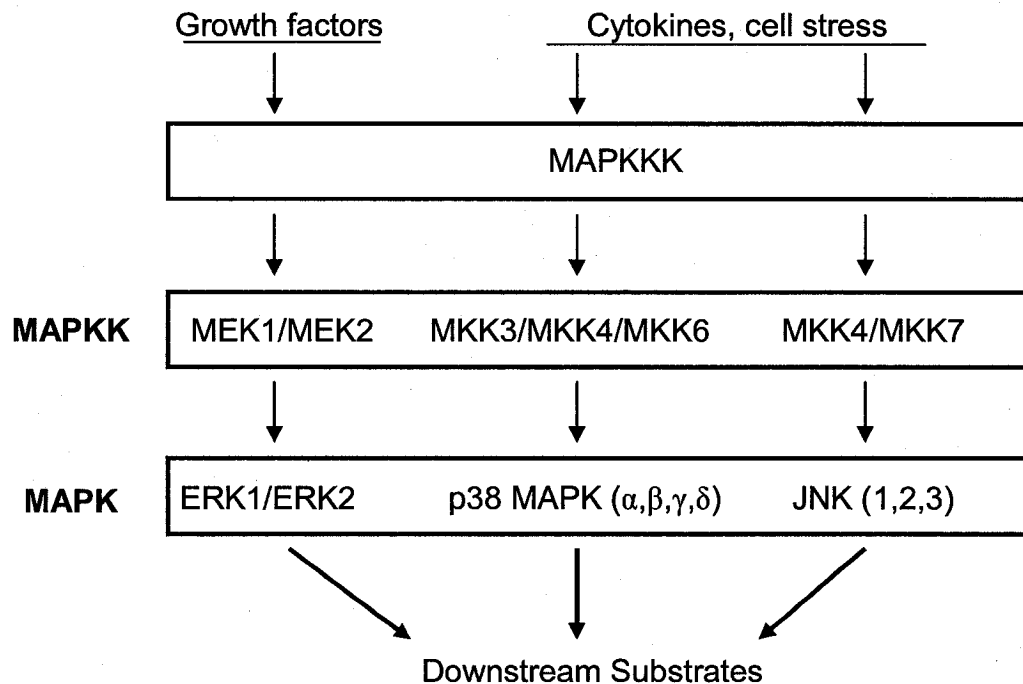 Growth factors Cytokines, cell stress
MAPKKK
MAPKK MEK1/MEK2 MKK3/MKK4/MKK6 MKK4/MKK7
MAPK ERK1/ERK2 p38 MAPK (α,β,γ,δ) JNK (1,2,3)
Downstream Substrates